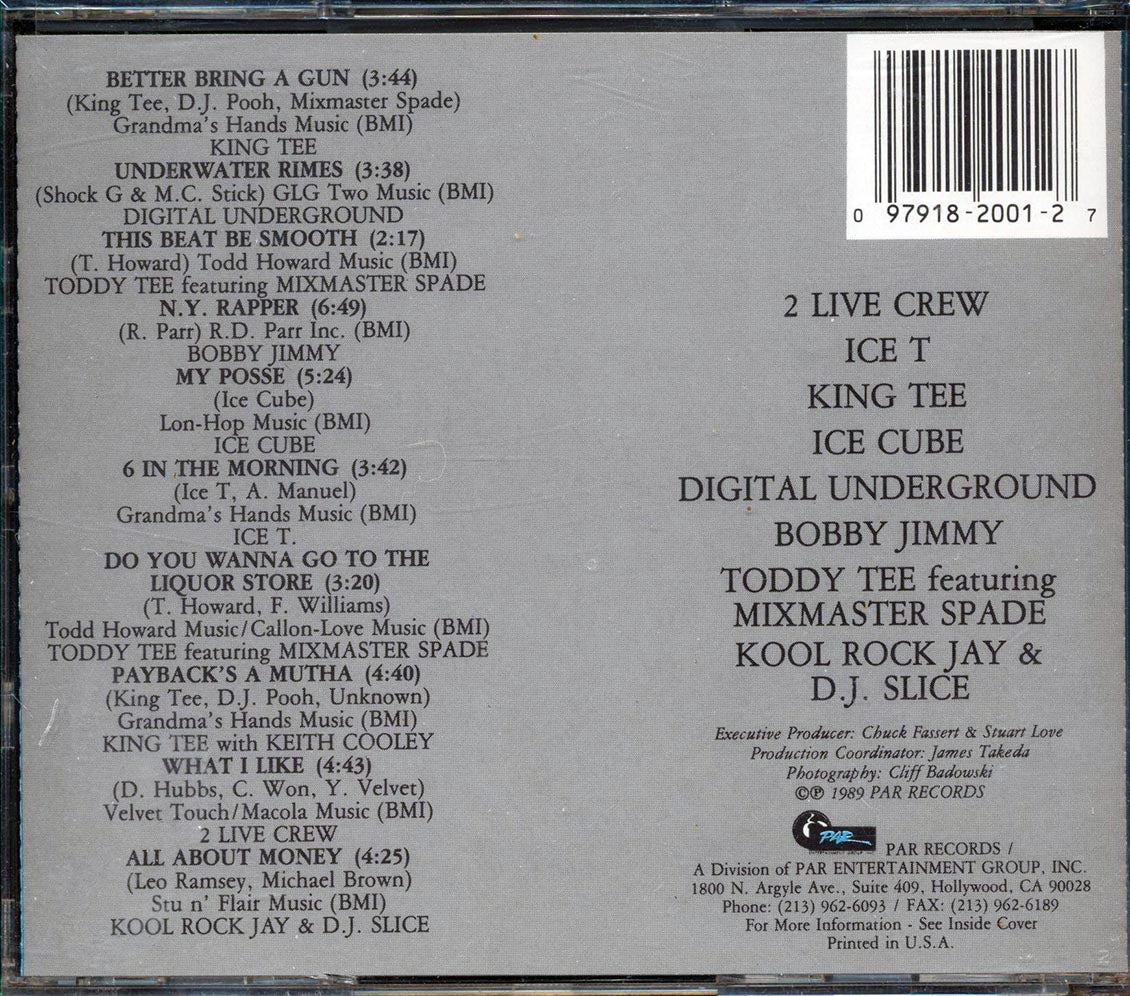 BETTER BRING A GUN (3:44)
(King Tee, D.J. Pooh, Mixmaster Spade)
Grandma's Hands Music (BMI)
KING TEE
UNDERWATER RIMES (3:38)
(Shock G & M.C. Stick) GLG Two Music (BMI)
DIGITAL UNDERGROUND
THIS BEAT BE SMOOTH (2:17)
(T. Howard) Todd Howard Music (BMI)
TODDY TEE featuring MIXMASTER SPADE
N.Y. RAPPER (6:49)
(R. Parr) R.D. Parr Inc. (BMI)
BOBBY JIMMY
MY POSSE (5:24)
(Ice Cube)
Lon-Hop Music (BMI)
ICE CUBE
6 IN THE MORNING (3:42)
(Ice T, A. Manuel)
Grandma's Hands Music (BMI)
ICE T.
DO YOU WANNA GO TO THE
LIQUOR STORE (3:20)
(T. Howard, F. Williams)
Todd Howard Music/Callon-Love Music (BMI)
TODDY TEE featuring MIXMASTER SPADE
PAYBACK'S A MUTHA (4:40)
(King Tee, D.J. Pooh, Unknown)
Grandma's Hands Music (BMI)
KING TEE with KEITH COOLEY
WHAT I LIKE (4:43)
(D. Hubbs, C. Won, Y. Velvet)
Velvet Touch/Macola Music (BMI)
2 LIVE CREW
ALL ABOUT MONEY (4:25)
(Leo Ramsey, Michael Brown)
Stu n' Flair Music (BMI)
KOOL ROCK JAY & D.J. SLICE
0 97918-2001-2 7
2 LIVE CREW
ICE T
KING TEE
ICE CUBE
DIGITAL UNDERGROUND
BOBBY JIMMY
TODDY TEE featuring
MIXMASTER SPADE
KOOL ROCK JAY &
D.J. SLICE
Executive Producer: Chuck Fassert & Stuart Love
Production Coordinator: James Takeda
Photography: Cliff Badowski
©℗ 1989 PAR RECORDS
PAR
PAR RECORDS /
A Division of PAR ENTERTAINMENT GROUP, INC.
1800 N. Argyle Ave., Suite 409, Hollywood, CA 90028
Phone: (213) 962-6093 / FAX: (213) 962-6189
For More Information - See Inside Cover
Printed in U.S.A.